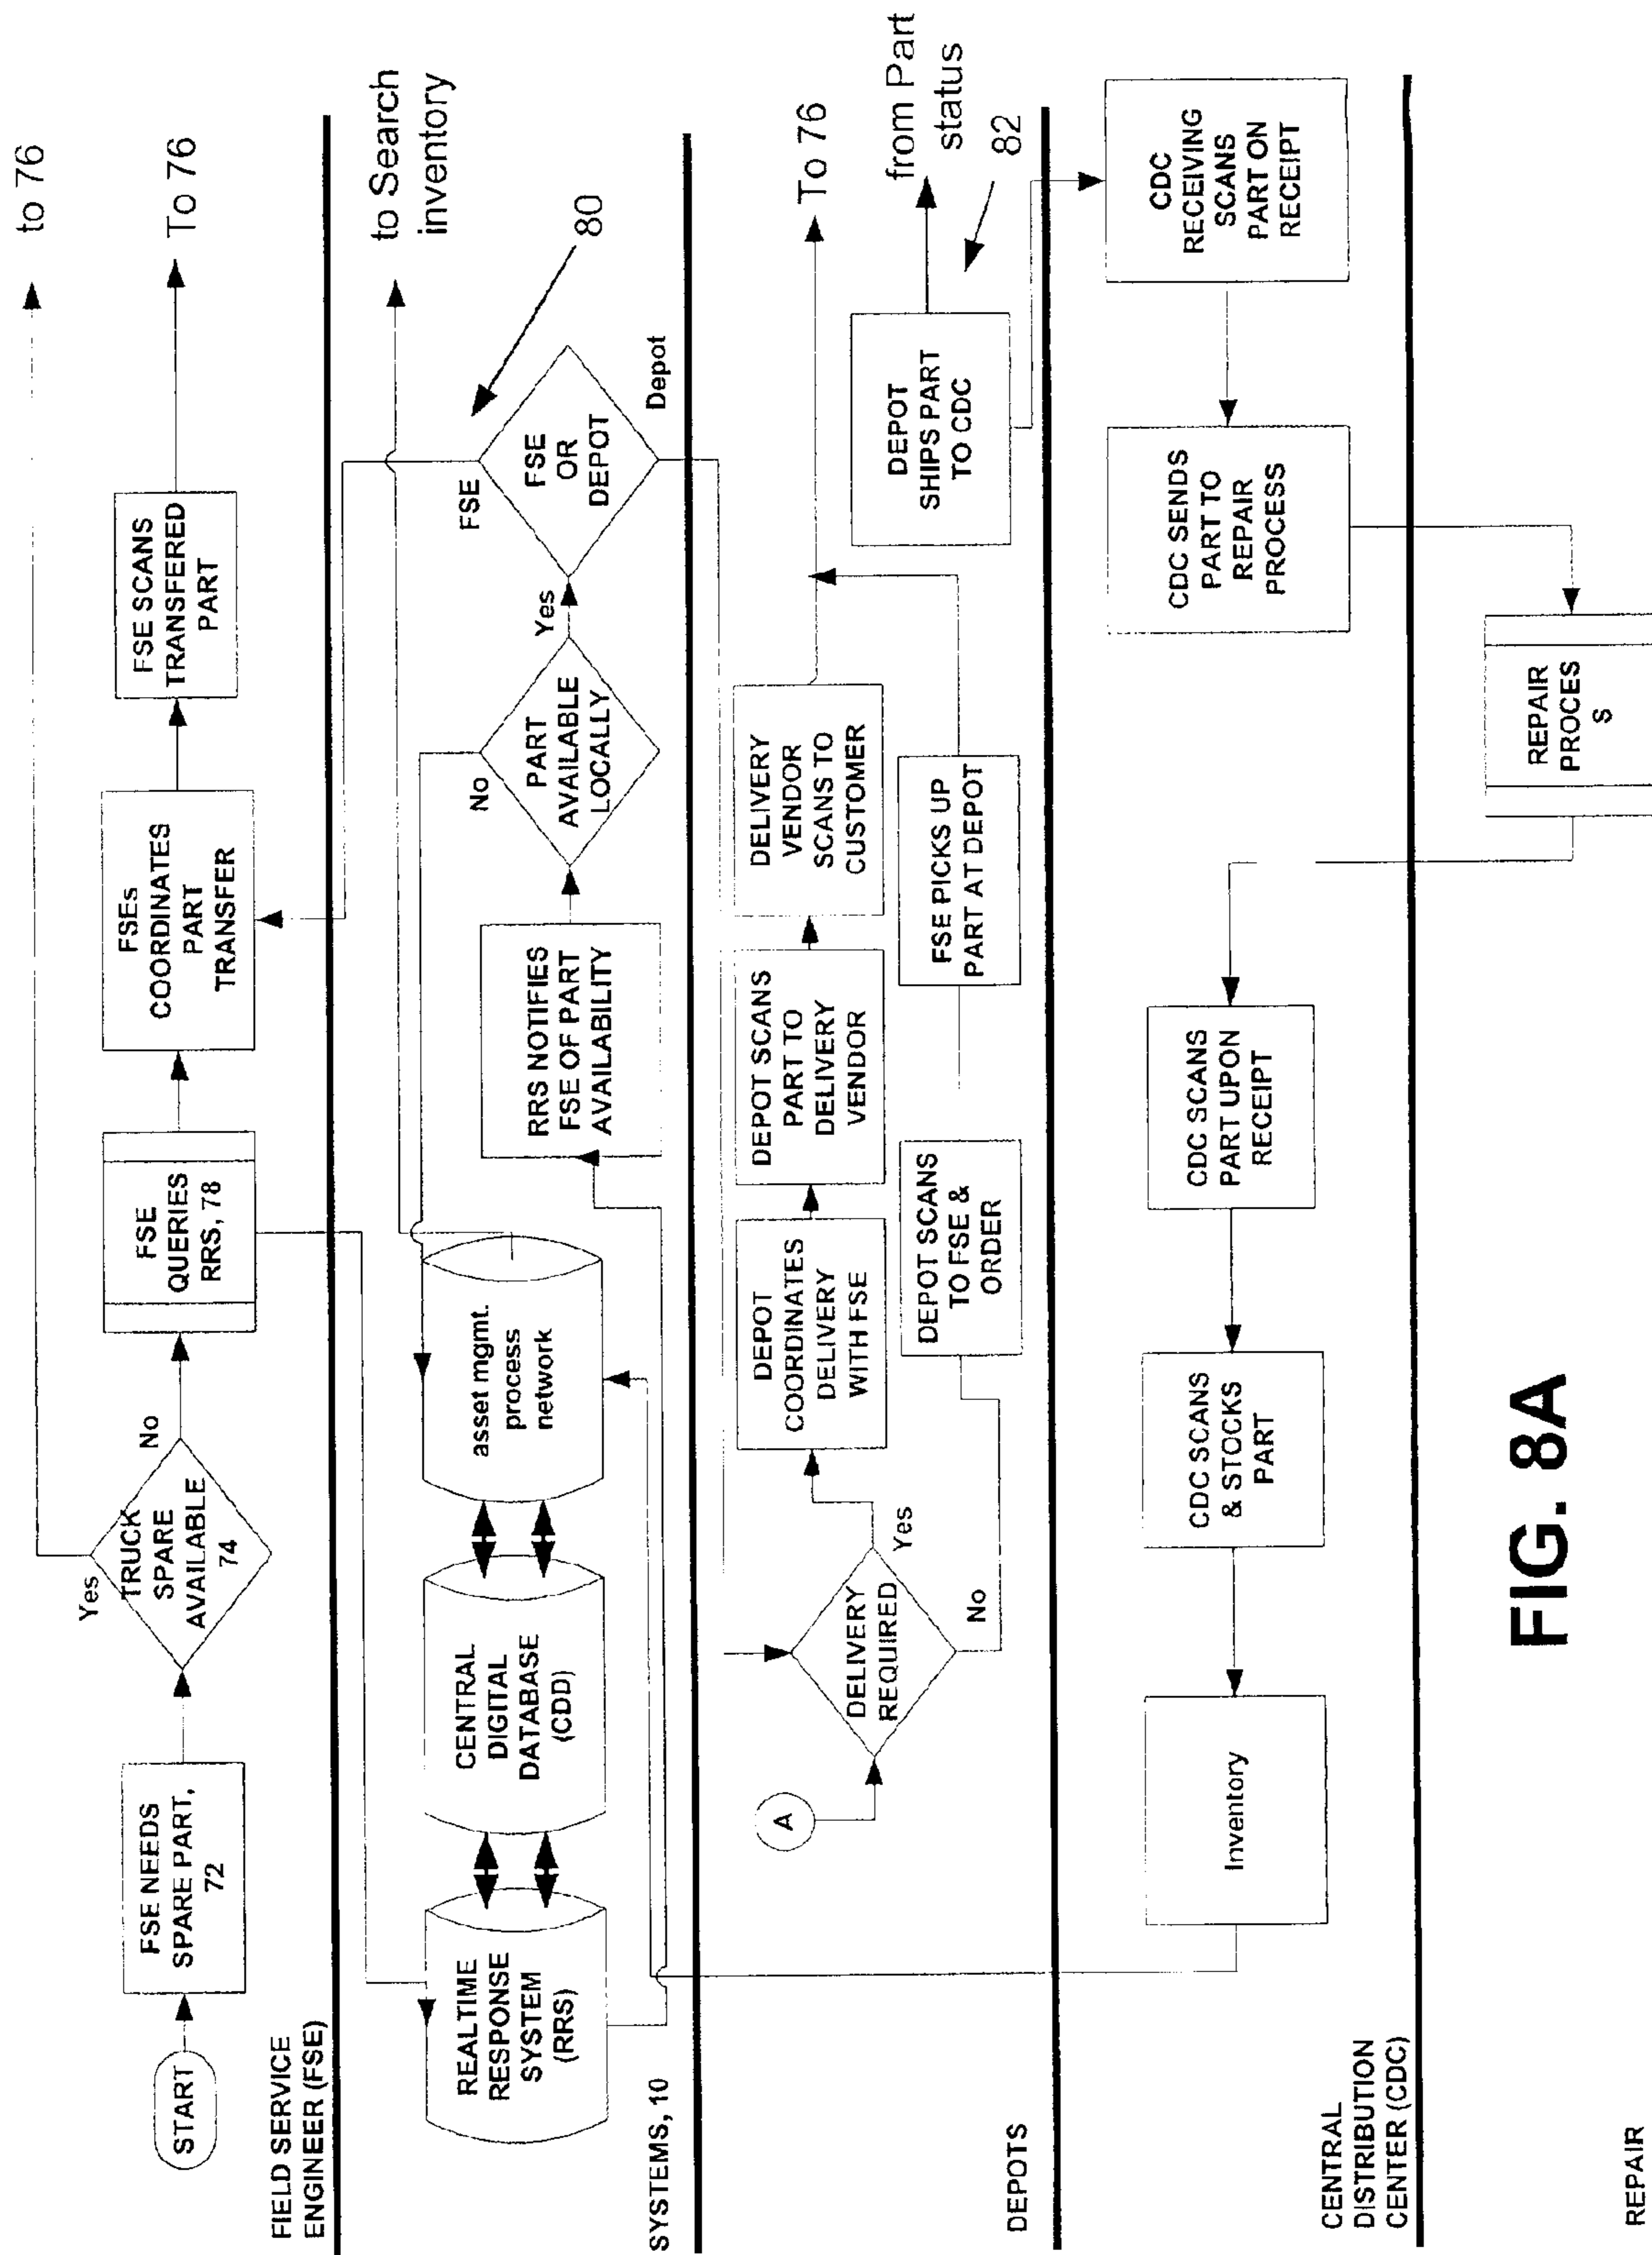 to 76
START
FSE NEEDS
SPARE PART,
72
Yes
TRUCK
SPARE
AVAILABLE
74
No
FSE
QUERIES
RRS, 78
FSEs
COORDINATES
PART
TRANSFER
FSE SCANS
TRANSFERED
PART
To 76
FIELD SERVICE
ENGINEER (FSE)
to Search
inventory
REALTIME
RESPONSE
SYSTEM
(RRS)
CENTRAL
DIGITAL
DATABASE
(CDD)
asset mgmt.
process
network
RRS NOTIFIES
FSE OF PART
AVAILABILITY
No
PART
AVAILABLE
LOCALLY
Yes
FSE
FSE
OR
DEPOT
Depot
80
SYSTEMS, 10
A
DELIVERY
REQUIRED
Yes
No
DEPOT
COORDINATES
DELIVERY
WITH FSE
DEPOT SCANS
PART TO
DELIVERY
VENDOR
DELIVERY
VENDOR
SCANS TO
CUSTOMER
To 76
DEPOT SCANS
TO FSE &
ORDER
FSE PICKS UP
PART AT DEPOT
DEPOT
SHIPS PART
TO CDC
from Part
status
82
DEPOTS
CDC
RECEIVING
SCANS
PART ON
RECEIPT
CDC SENDS
PART TO
REPAIR
PROCESS
CDC SCANS
PART UPON
RECEIPT
CDC SCANS
& STOCKS
PART
Inventory
CENTRAL
DISTRIBUTION
CENTER (CDC)
REPAIR
PROCES
S
REPAIR
FIG. 8A